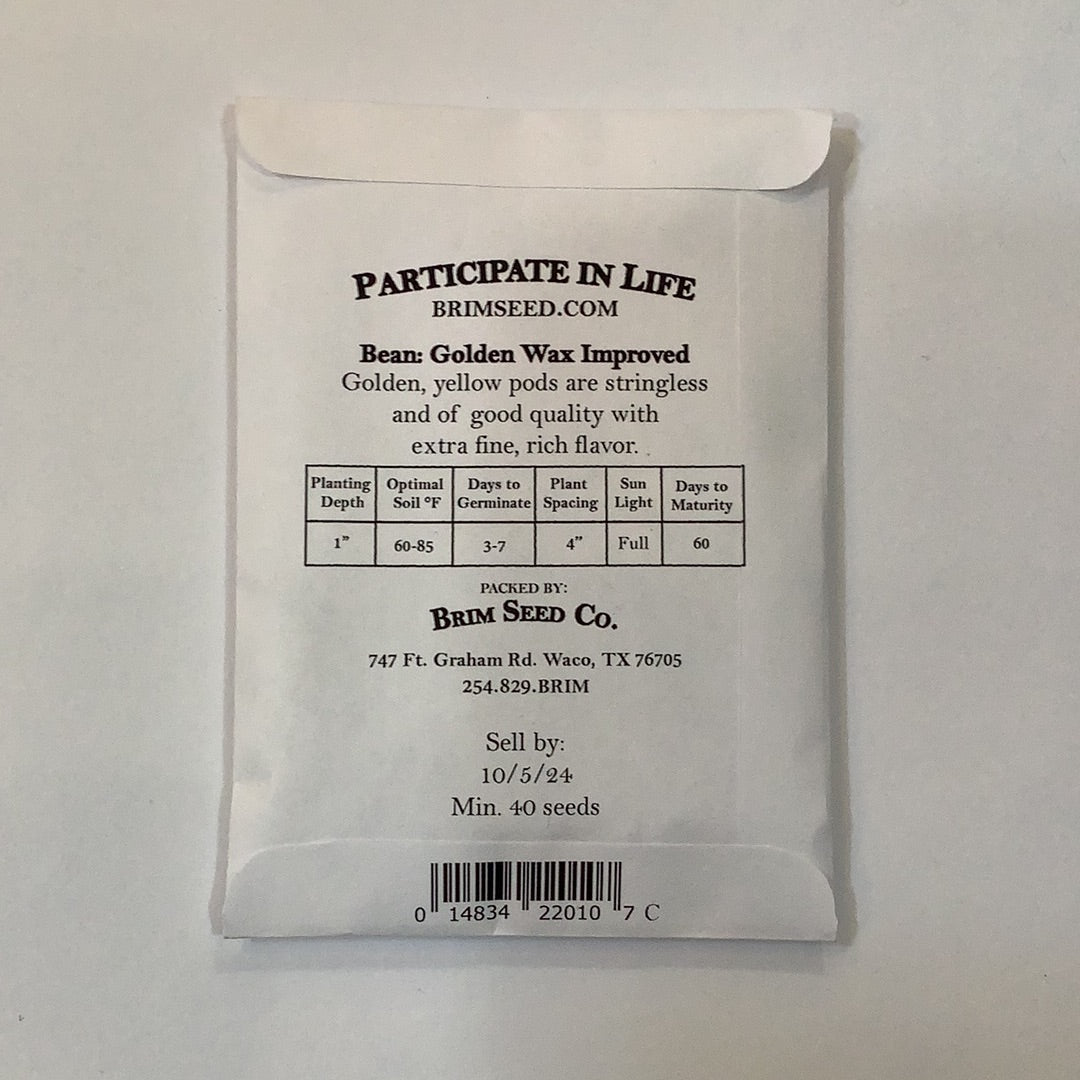 PARTICIPATE IN LIFE
BRIMSEED.COM
Bean: Golden Wax Improved
Golden, yellow pods are stringless
and of good quality with
extra fine, rich flavor.
Planting Depth Optimal Soil °F Days to Germinate Plant Spacing Sun Light Days to Maturity
1” 60-85 3-7 4” Full 60
PACKED BY:
BRIM SEED CO.
747 Ft. Graham Rd. Waco, TX 76705
254.829.BRIM
Sell by:
10/5/24
Min. 40 seeds
0 14834 22010 7 C